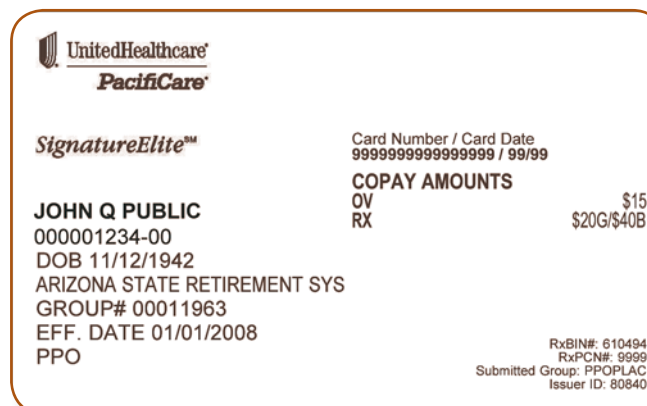 UnitedHealthcare®
PacifiCare®
SignatureElite℠
Card Number / Card Date
9999999999999999 / 99/99
COPAY AMOUNTS
OV $15
RX $20G/$40B
JOHN Q PUBLIC
000001234-00
DOB 11/12/1942
ARIZONA STATE RETIREMENT SYS
GROUP# 00011963
EFF. DATE 01/01/2008
PPO
RxBIN#: 610494
RxPCN#: 9999
Submitted Group: PPOPLAC
Issuer ID: 80840